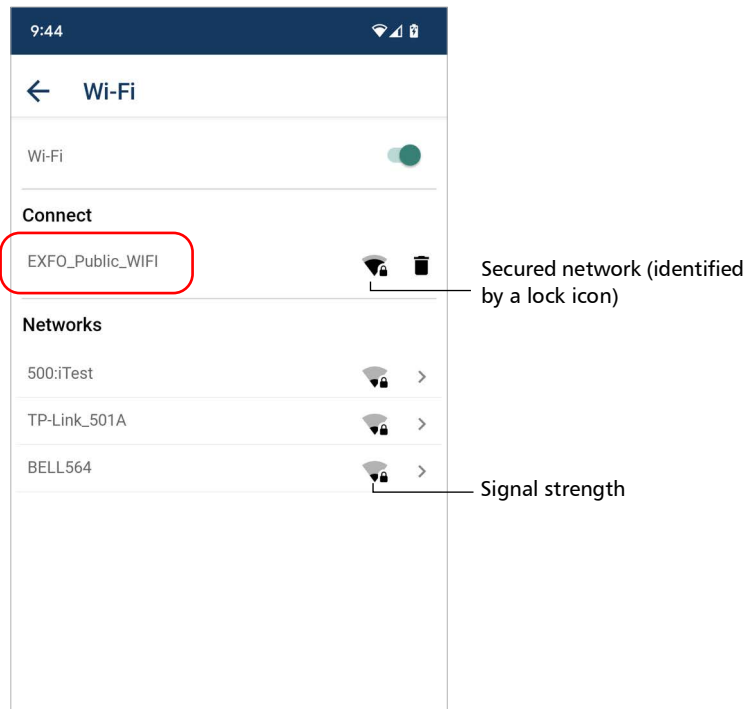 9:44
Wi-Fi
Wi-Fi
Connect
EXFO_Public_WIFI
Secured network (identified
by a lock icon)
Networks
500:iTest
TP-Link_501A
BELL564
Signal strength